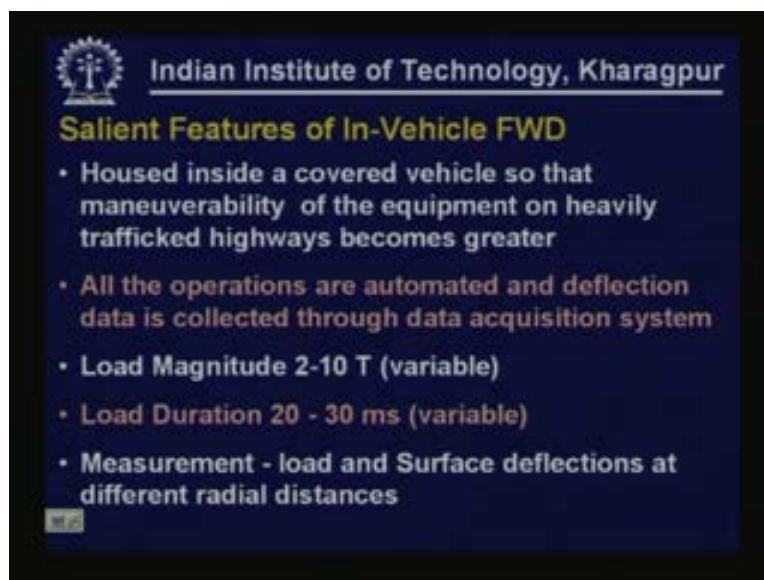 Indian Institute of Technology, Kharagpur
Salient Features of In-Vehicle FWD
• Housed inside a covered vehicle so that
maneuverability of the equipment on heavily
trafficked highways becomes greater
• All the operations are automated and deflection
data is collected through data acquisition system
• Load Magnitude 2-10 T (variable)
• Load Duration 20 - 30 ms (variable)
• Measurement - load and Surface deflections at
different radial distances